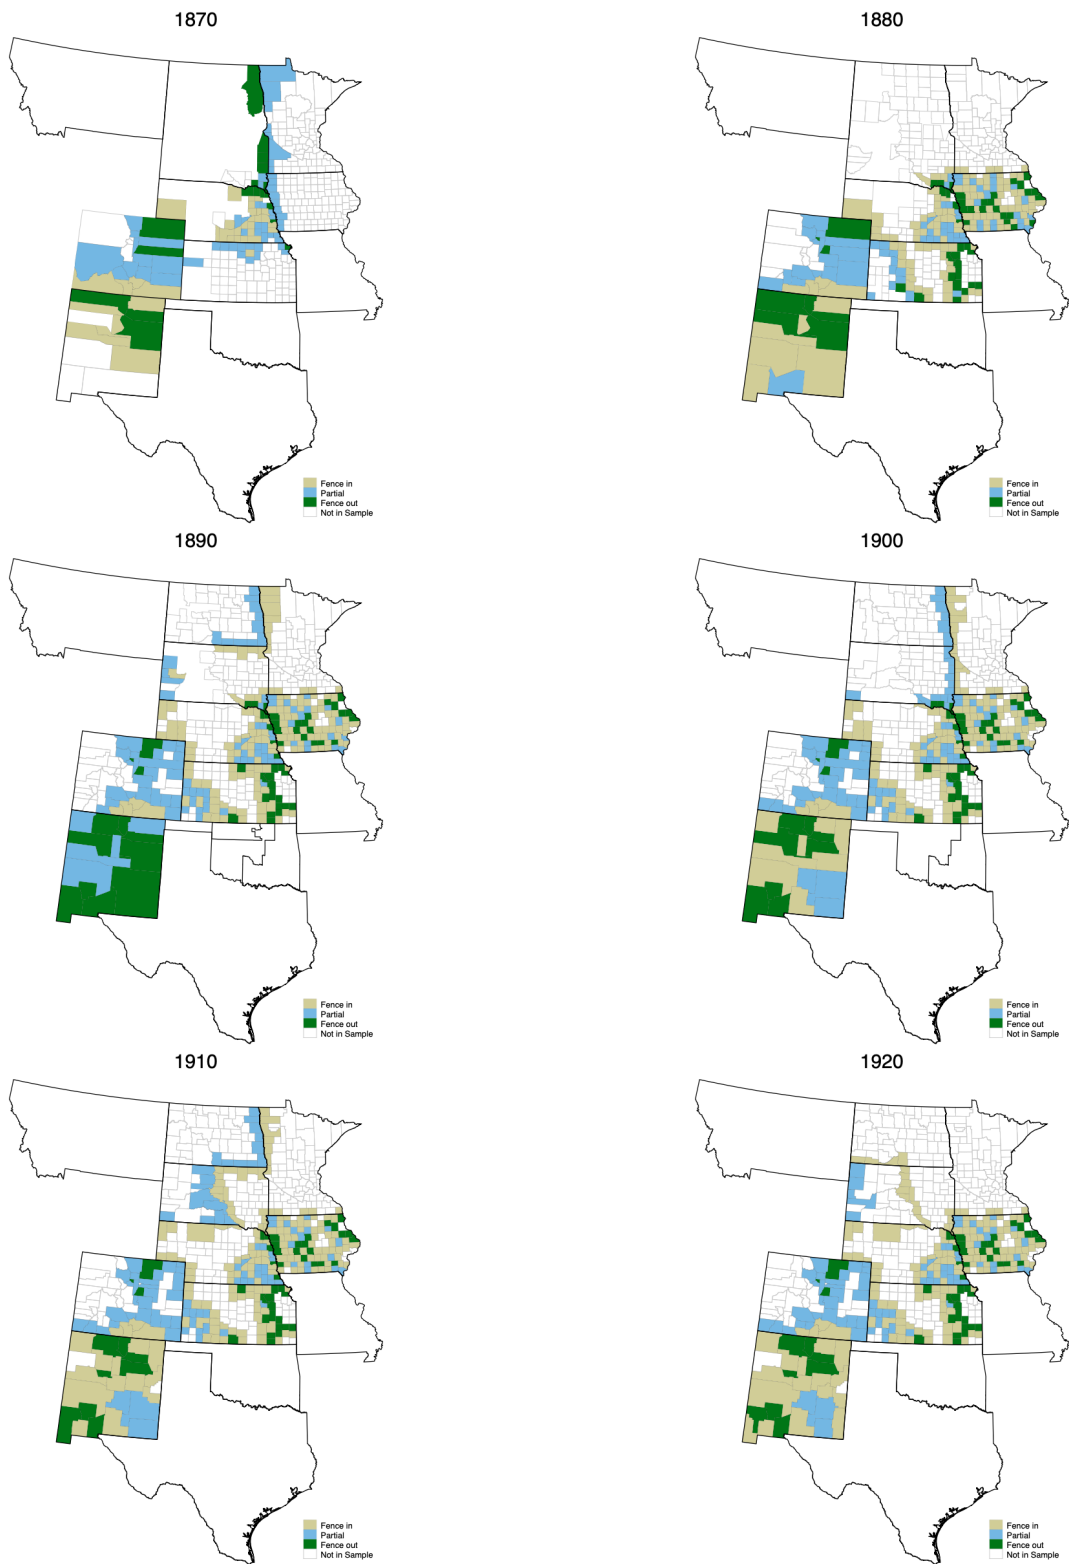 1870
1880
Fence in
Partial
Fence out
Not in Sample
Fence in
Partial
Fence out
Not in Sample
1890
1900
Fence in
Partial
Fence out
Not in Sample
Fence in
Partial
Fence out
Not in Sample
1910
1920
Fence in
Partial
Fence out
Not in Sample
Fence in
Partial
Fence out
Not in Sample